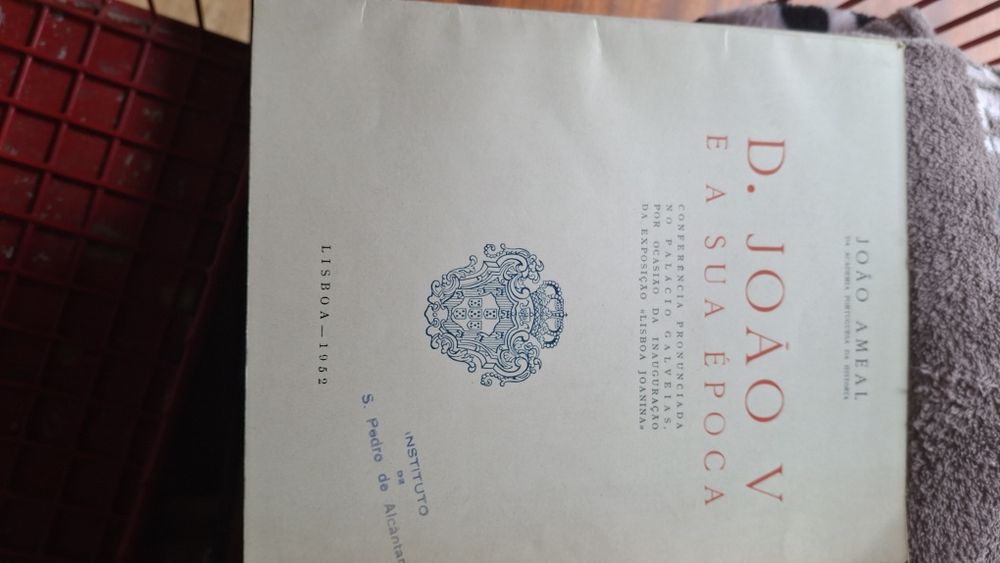 JOÃO AMEAL
DA ACADEMIA PORTUGUESA DA HISTÓRIA
D. JOÃO V
E A SUA ÉPOCA
CONFERÊNCIA PRONUNCIADA
NO PALÁCIO GALVEIAS,
POR OCASIÃO DA INAUGURAÇÃO
DA EXPOSIÇÃO «LISBOA JOANINA»
INSTITUTO
DE
S. Pedro de Alcântar
LISBOA — 1952